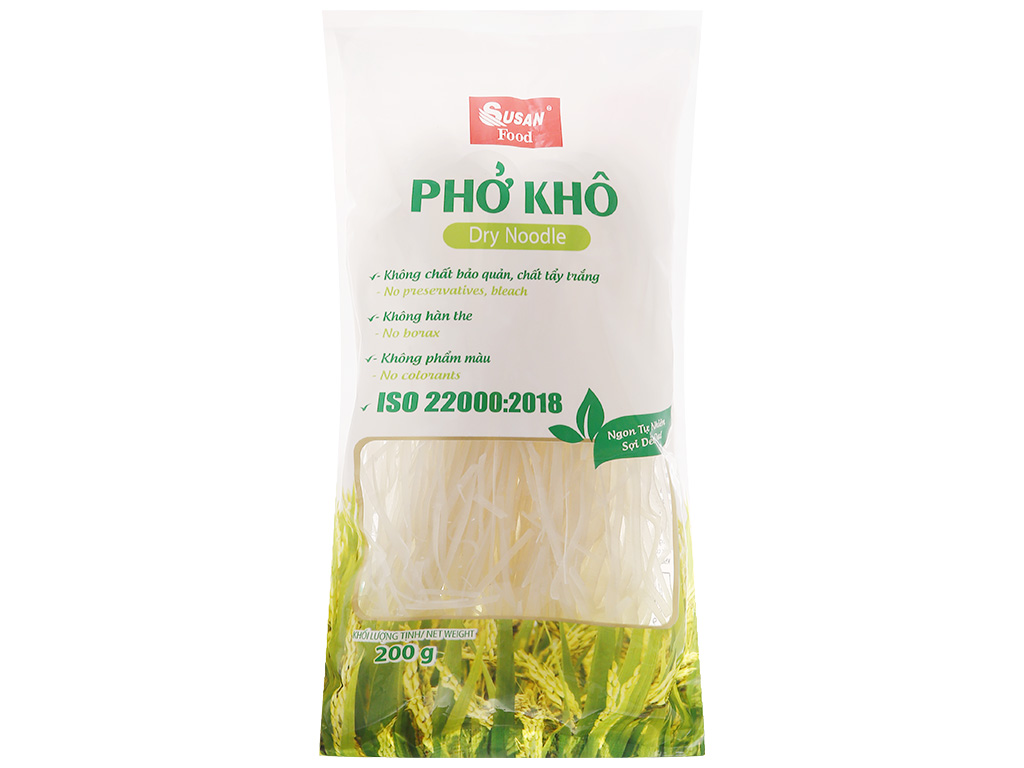 SUSAN®
Food
PHỞ KHÔ
Dry Noodle
- Không chất bảo quản, chất tẩy trắng
- No preservatives, bleach
- Không hàn the
- No borax
- Không phẩm màu
- No colorants
ISO 22000:2018
Ngon Tự Nhiên
Sợi Dẻo
KHỐI LƯỢNG TỊNH/ NET WEIGHT
200 g